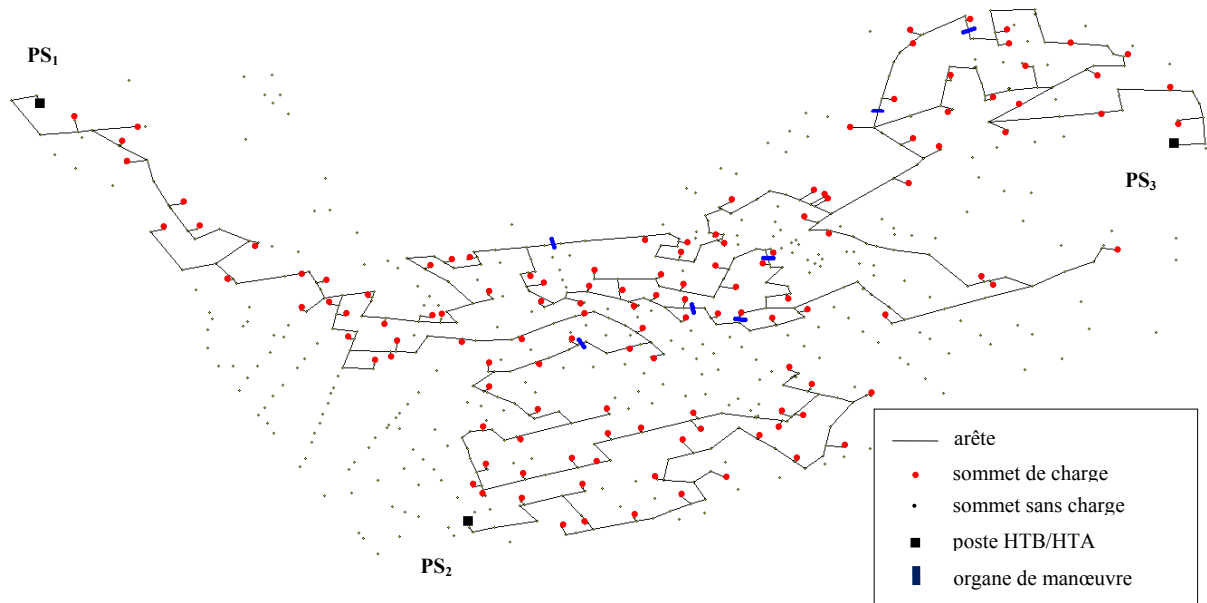 PS₁
PS₃
PS₂
arête
sommet de charge
sommet sans charge
poste HTB/HTA
organe de manœuvre